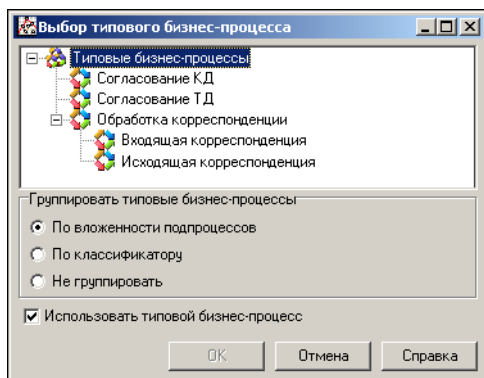 Выбор типового бизнес-процесса
Типовые бизнес-процессы
Согласование КД
Согласование ТД
Обработка корреспонденции
Входящая корреспонденция
Исходящая корреспонденция
Группировать типовые бизнес-процессы
По вложенности подпроцессов
По классификатору
Не группировать
Использовать типовой бизнес-процесс
OK Отмена Справка